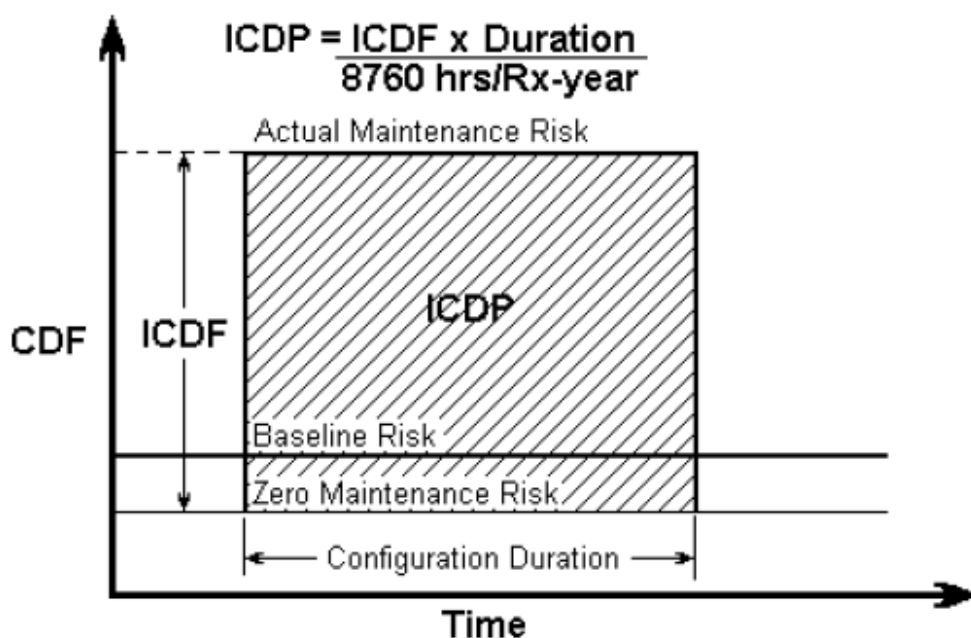 ICDP = ICDF x Duration
8760 hrs/Rx-year
Actual Maintenance Risk
CDF
ICDF
ICDP
Baseline Risk
Zero Maintenance Risk
Configuration Duration
Time